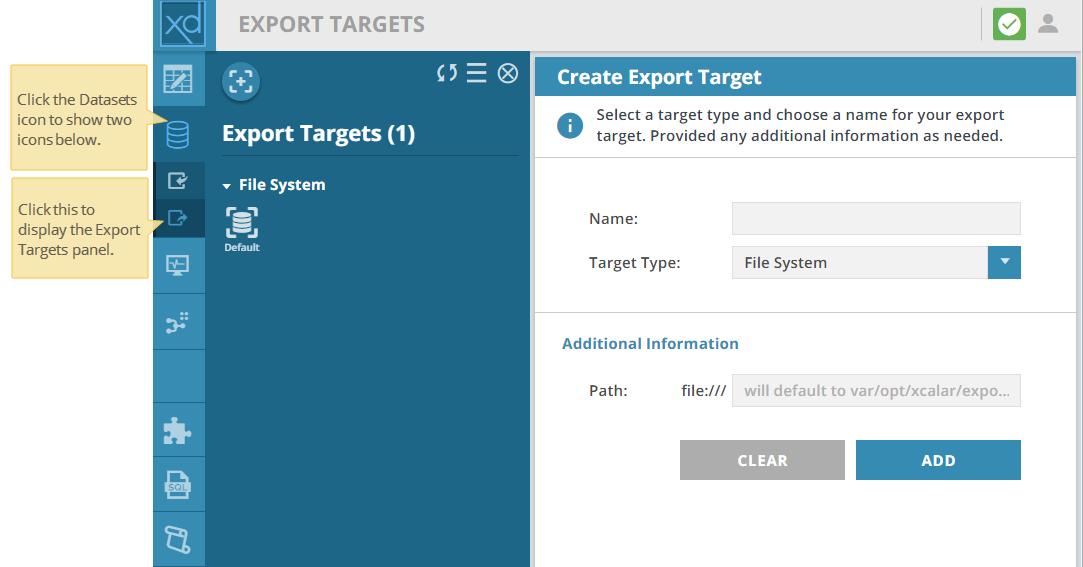 xd
EXPORT TARGETS
Click the Datasets
icon to show two
icons below.
Click this to
display the Export
Targets panel.
SQL
Export Targets (1)
File System
Default
Create Export Target
Select a target type and choose a name for your export
target. Provided any additional information as needed.
Name:
Target Type: File System
Additional Information
Path: file:/// will default to var/opt/xcalar/expo...
CLEAR ADD